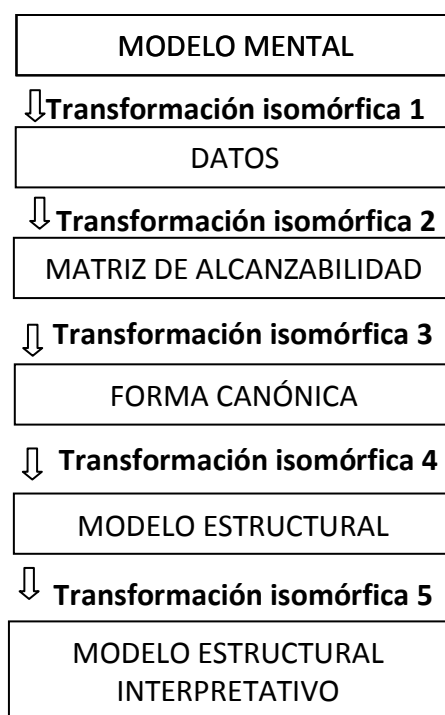 MODELO MENTAL
Transformación isomórfica 1
DATOS
Transformación isomórfica 2
MATRIZ DE ALCANZABILIDAD
Transformación isomórfica 3
FORMA CANÓNICA
Transformación isomórfica 4
MODELO ESTRUCTURAL
Transformación isomórfica 5
MODELO ESTRUCTURAL
INTERPRETATIVO